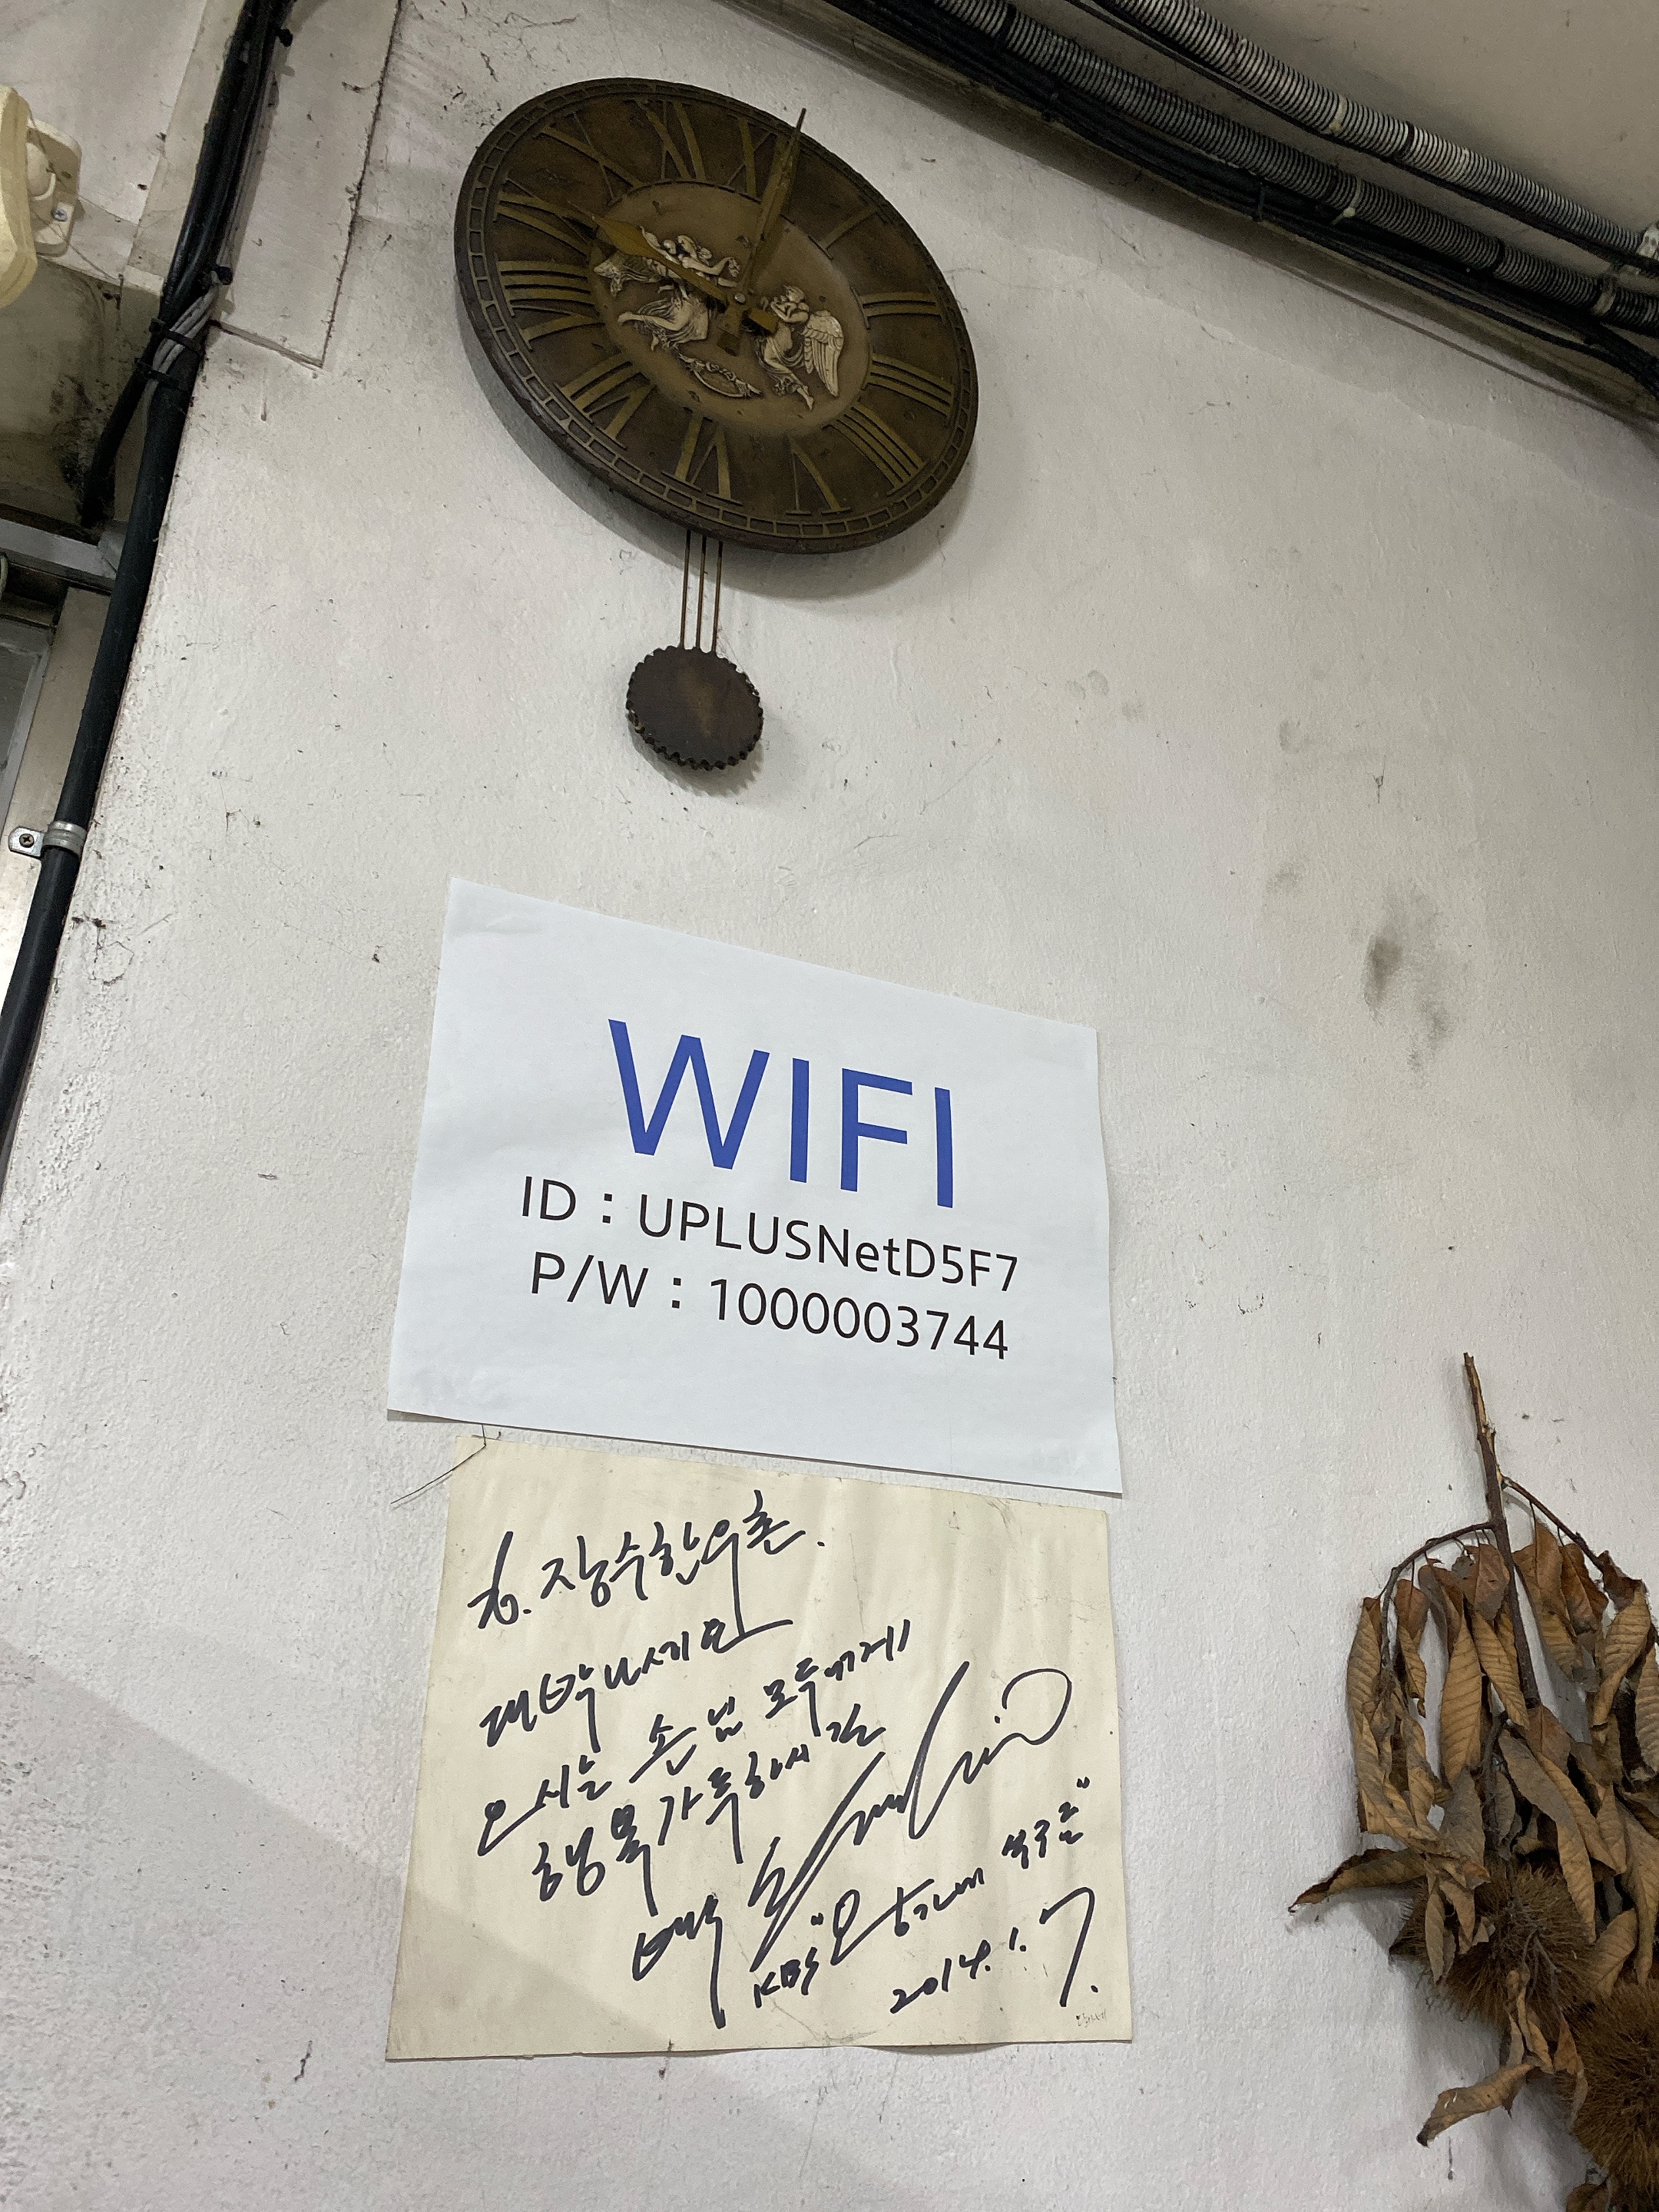 WIFI
ID : UPLUSNetD5F7
P/W : 1000003744
장수한우촌.
대박나세요
오시는 손님 모두에게
행복 가득하시길
KBS "
2014. 1. 7.